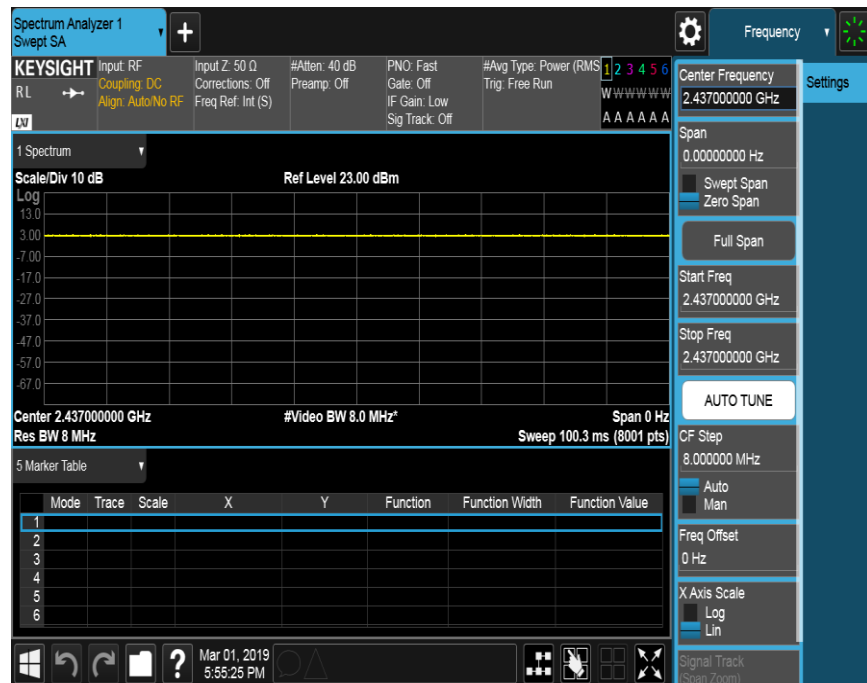 Spectrum Analyzer 1
Swept SA
+
Frequency
KEYSIGHT
RL
LXI
Input: RF
Coupling: DC
Align: Auto/No RF
Input Z: 50 Ω
Corrections: Off
Freq Ref: Int (S)
#Atten: 40 dB
Preamp: Off
PNO: Fast
Gate: Off
IF Gain: Low
Sig Track: Off
#Avg Type: Power (RMS
Trig: Free Run
1 2 3 4 5 6
W W W W W W
A A A A A A
1 Spectrum
Scale/Div 10 dB
Ref Level 23.00 dBm
Log
13.0
3.00
-7.00
-17.0
-27.0
-37.0
-47.0
-57.0
-67.0
Center 2.437000000 GHz
#Video BW 8.0 MHz*
Span 0 Hz
Res BW 8 MHz
Sweep 100.3 ms (8001 pts)
5 Marker Table
Mode Trace Scale X Y Function Function Width Function Value
1
2
3
4
5
6
?
Mar 01, 2019
5:55:25 PM
Center Frequency
2.437000000 GHz
Settings
Span
0.00000000 Hz
Swept Span
Zero Span
Full Span
Start Freq
2.437000000 GHz
Stop Freq
2.437000000 GHz
AUTO TUNE
CF Step
8.000000 MHz
Auto
Man
Freq Offset
0 Hz
X Axis Scale
Log
Lin
Signal Track
(Span Zoom)